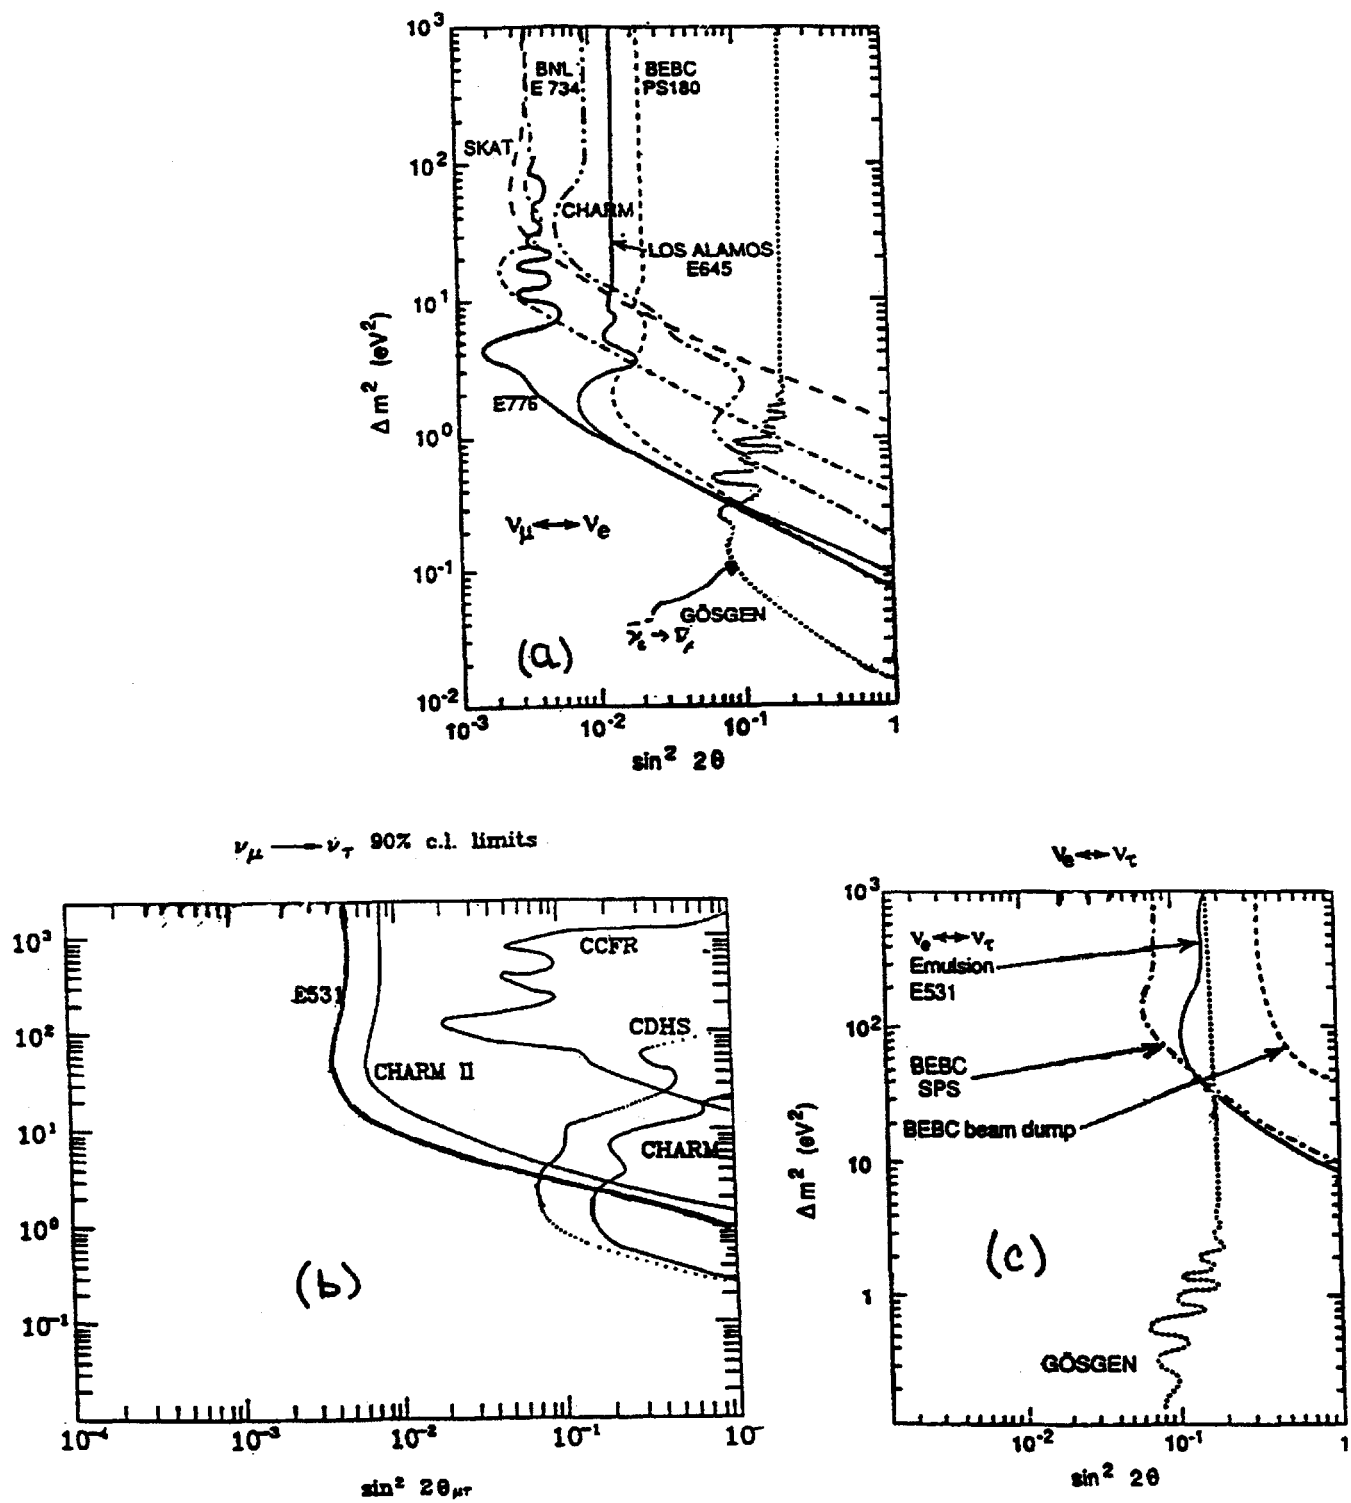 10³
BNL
E 734
BEBC
PS180
SKAT
10²
CHARM
LOS ALAMOS
E645
10¹
Δm² (eV²)
E776
10⁰
νμ↔νe
10⁻¹
GÖSGEN
(a)
10⁻²
10⁻³ 10⁻² 10⁻¹ 1
sin² 2θ
νμ → ντ 90% c.l. limits
10³
CCFR
E531
10²
CDHS
CHARM II
10¹
CHARM
10⁰
(b)
10⁻¹
10⁻⁴ 10⁻³ 10⁻² 10⁻¹ 10⁻
sin² 2θμτ
νe↔ντ
10³
νe↔ντ
Emulsion
E531
10²
BEBC
SPS
BEBC beam dump
Δm² (eV²)
10
(c)
1
GÖSGEN
10⁻² 10⁻¹ 1
sin² 2θ